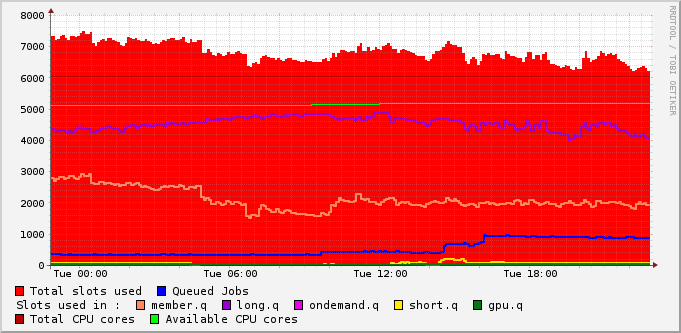 8000
7000
6000
5000
4000
3000
2000
1000
0
Tue 00:00 Tue 06:00 Tue 12:00 Tue 18:00
RRDTOOL / TOBI OETIKER
Total slots used Queued Jobs
Slots used in : member.q long.q ondemand.q short.q gpu.q
Total CPU cores Available CPU cores